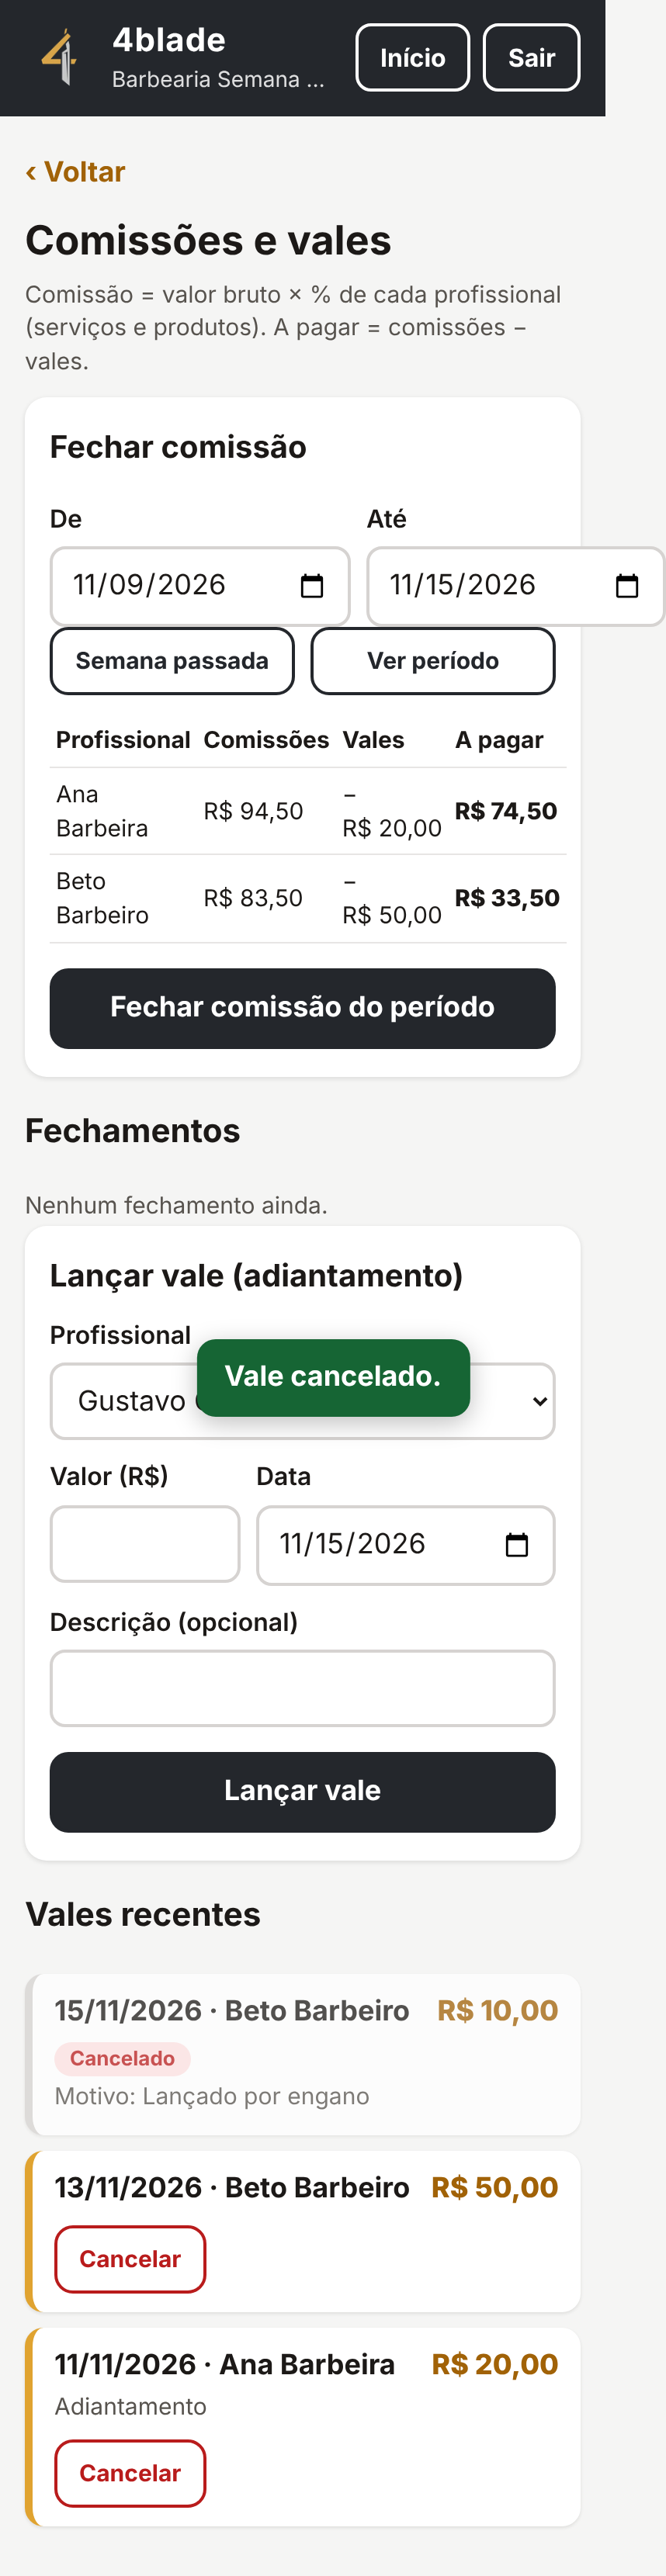 4blade
Barbearia Semana ...
Início
Sair
‹ Voltar
Comissões e vales
Comissão = valor bruto × % de cada profissional
(serviços e produtos). A pagar = comissões −
vales.
Fechar comissão
De
Até
11/09/2026
11/15/2026
Semana passada
Ver período
Profissional Comissões Vales A pagar
Ana Barbeira R$ 94,50 − R$ 20,00 R$ 74,50
Beto Barbeiro R$ 83,50 − R$ 50,00 R$ 33,50
Fechar comissão do período
Fechamentos
Nenhum fechamento ainda.
Lançar vale (adiantamento)
Profissional
Vale cancelado.
Gustavo
Valor (R$)
Data
11/15/2026
Descrição (opcional)
Lançar vale
Vales recentes
15/11/2026 · Beto Barbeiro R$ 10,00
Cancelado
Motivo: Lançado por engano
13/11/2026 · Beto Barbeiro R$ 50,00
Cancelar
11/11/2026 · Ana Barbeira R$ 20,00
Adiantamento
Cancelar